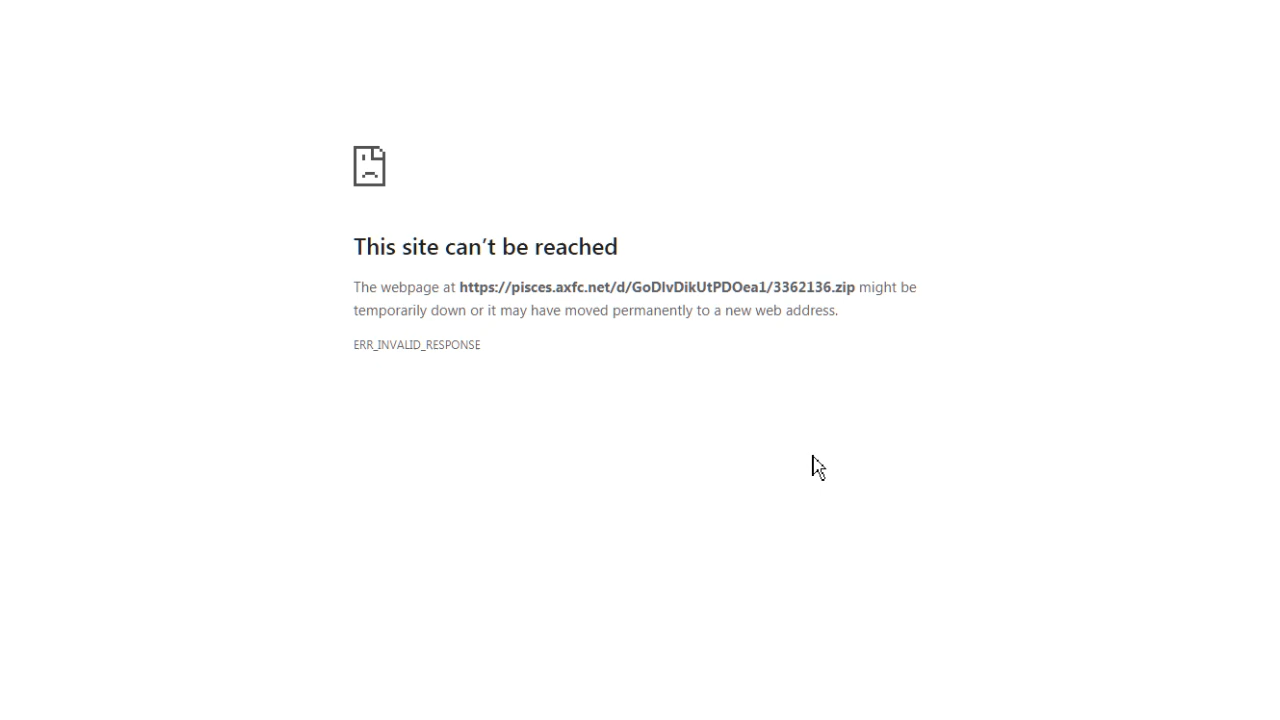 This site can’t be reached
The webpage at https://pisces.axfc.net/d/GoDlvDikUtPDOea1/3362136.zip might be
temporarily down or it may have moved permanently to a new web address.
ERR_INVALID_RESPONSE